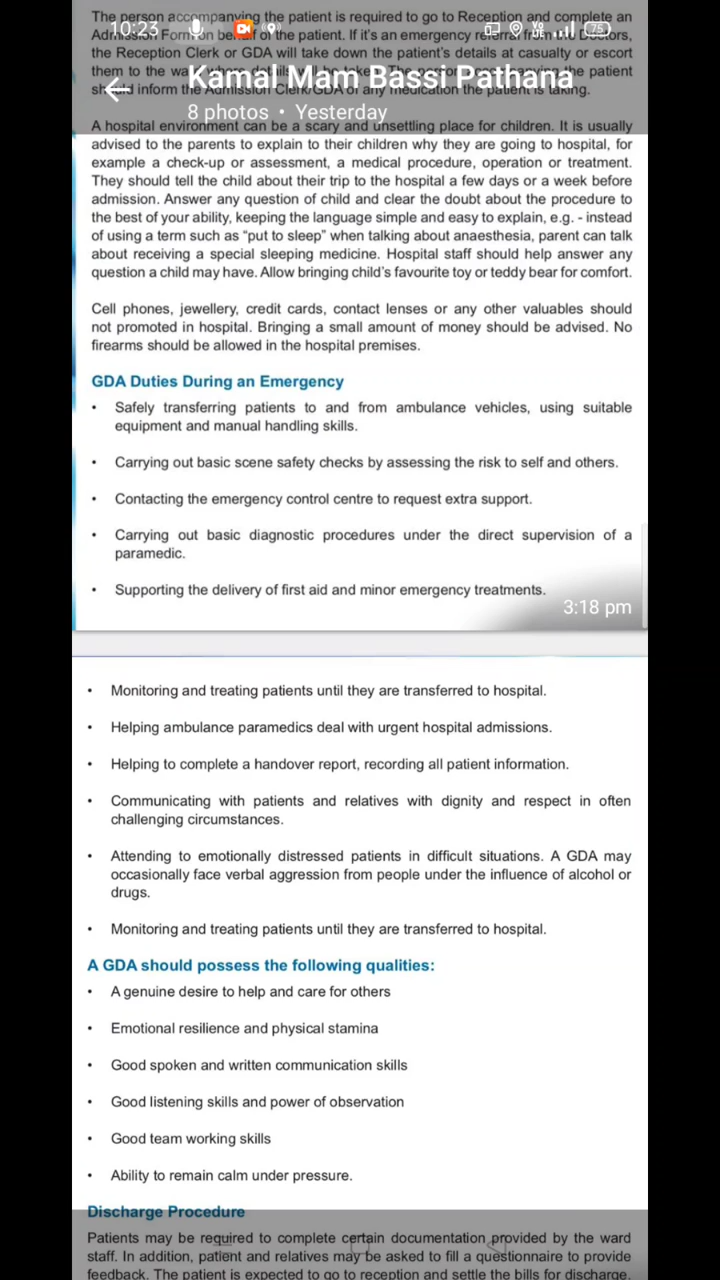 The person accompanying the patient is required to go to Reception and complete an
Admission Form on behalf of the patient. If it's an emergency referral from the Doctors,
10:23
75
the Reception Clerk or GDA will take down the patient's details at casualty or escort
them to the ward where details
the patient
Kamal Mam Bassi Pathana
should inform the Admission Clerk/GDA of any medication the patient is taking.
8 photos • Yesterday
A hospital environment can be a scary and unsettling place for children. It is usually
advised to the parents to explain to their children why they are going to hospital, for
example a check-up or assessment, a medical procedure, operation or treatment.
They should tell the child about their trip to the hospital a few days or a week before
admission. Answer any question of child and clear the doubt about the procedure to
the best of your ability, keeping the language simple and easy to explain, e.g. - instead
of using a term such as “put to sleep” when talking about anaesthesia, parent can talk
about receiving a special sleeping medicine. Hospital staff should help answer any
question a child may have. Allow bringing child's favourite toy or teddy bear for comfort.
Cell phones, jewellery, credit cards, contact lenses or any other valuables should
not promoted in hospital. Bringing a small amount of money should be advised. No
firearms should be allowed in the hospital premises.
GDA Duties During an Emergency
• Safely transferring patients to and from ambulance vehicles, using suitable
equipment and manual handling skills.
• Carrying out basic scene safety checks by assessing the risk to self and others.
• Contacting the emergency control centre to request extra support.
• Carrying out basic diagnostic procedures under the direct supervision of a
paramedic.
• Supporting the delivery of first aid and minor emergency treatments.
3:18 pm
• Monitoring and treating patients until they are transferred to hospital.
• Helping ambulance paramedics deal with urgent hospital admissions.
• Helping to complete a handover report, recording all patient information.
• Communicating with patients and relatives with dignity and respect in often
challenging circumstances.
• Attending to emotionally distressed patients in difficult situations. A GDA may
occasionally face verbal aggression from people under the influence of alcohol or
drugs.
• Monitoring and treating patients until they are transferred to hospital.
A GDA should possess the following qualities:
• A genuine desire to help and care for others
• Emotional resilience and physical stamina
• Good spoken and written communication skills
• Good listening skills and power of observation
• Good team working skills
• Ability to remain calm under pressure.
Discharge Procedure
Patients may be required to complete certain documentation provided by the ward
staff. In addition, patient and relatives may be asked to fill a questionnaire to provide
feedback. The patient is expected to go to reception and settle the bills for discharge.